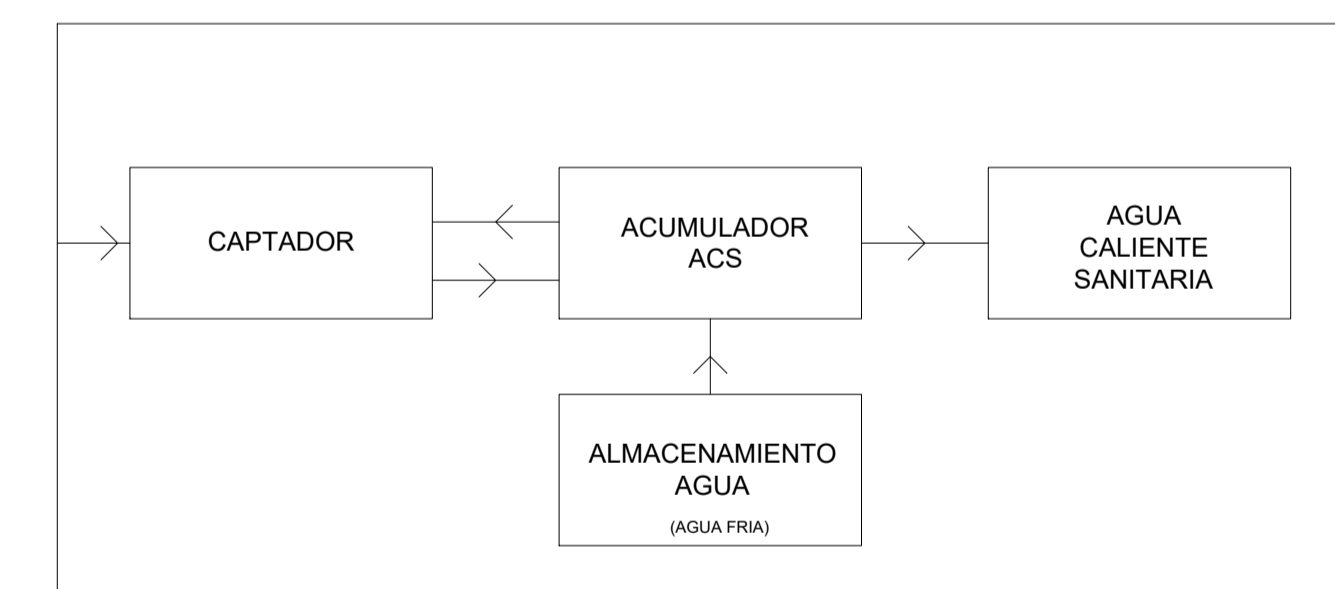 CAPTADOR
ACUMULADOR
ACS
AGUA
CALIENTE
SANITARIA
ALMACENAMIENTO
AGUA
(AGUA FRIA)